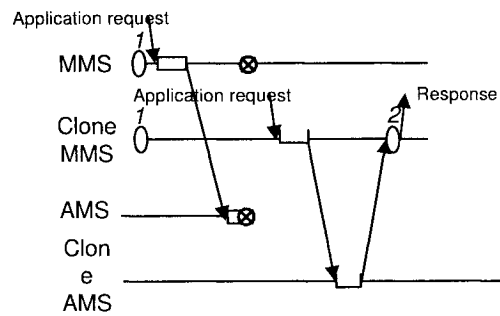 Application request
1
MMS
Application request
Response
1
2
Clone
MMS
AMS
Clon
e
AMS